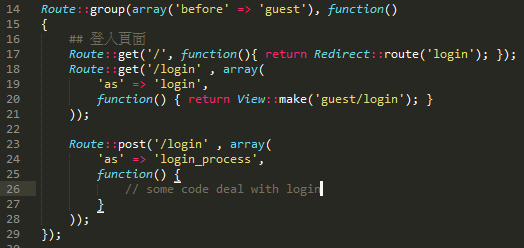 14 Route::group(array('before' => 'guest'), function()
15 {
16     ## 登入頁面
17     Route::get('/', function(){ return Redirect::route('login'); });
18     Route::get('/login' , array(
19         'as' => 'login',
20         function() { return View::make('guest/login'); }
21     ));
22
23     Route::post('/login' , array(
24         'as' => 'login_process',
25         function() {
26             // some code deal with login
27         }
28     ));
29 });